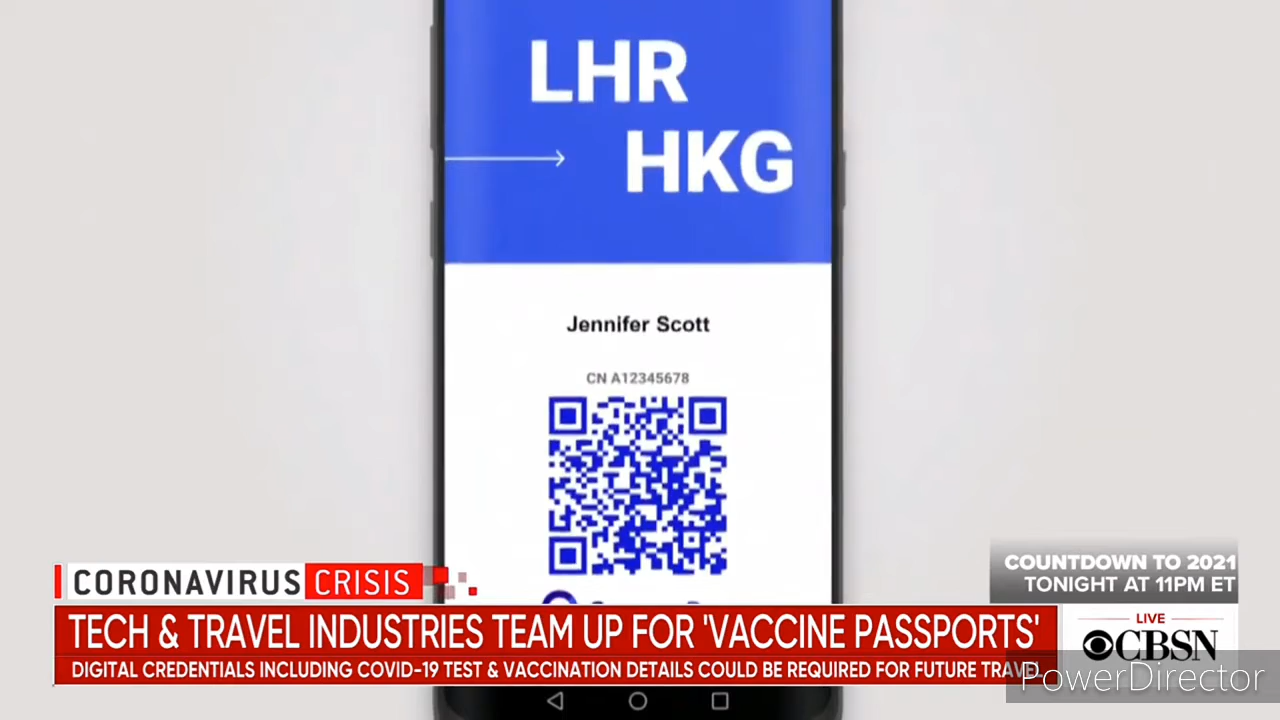 LHR
HKG
Jennifer Scott
CN A12345678
CORONAVIRUS CRISIS
COUNTDOWN TO 2021
TONIGHT AT 11PM ET
TECH & TRAVEL INDUSTRIES TEAM UP FOR 'VACCINE PASSPORTS'
DIGITAL CREDENTIALS INCLUDING COVID-19 TEST & VACCINATION DETAILS COULD BE REQUIRED FOR FUTURE TRAVEL
LIVE
CBSN
PowerDirector